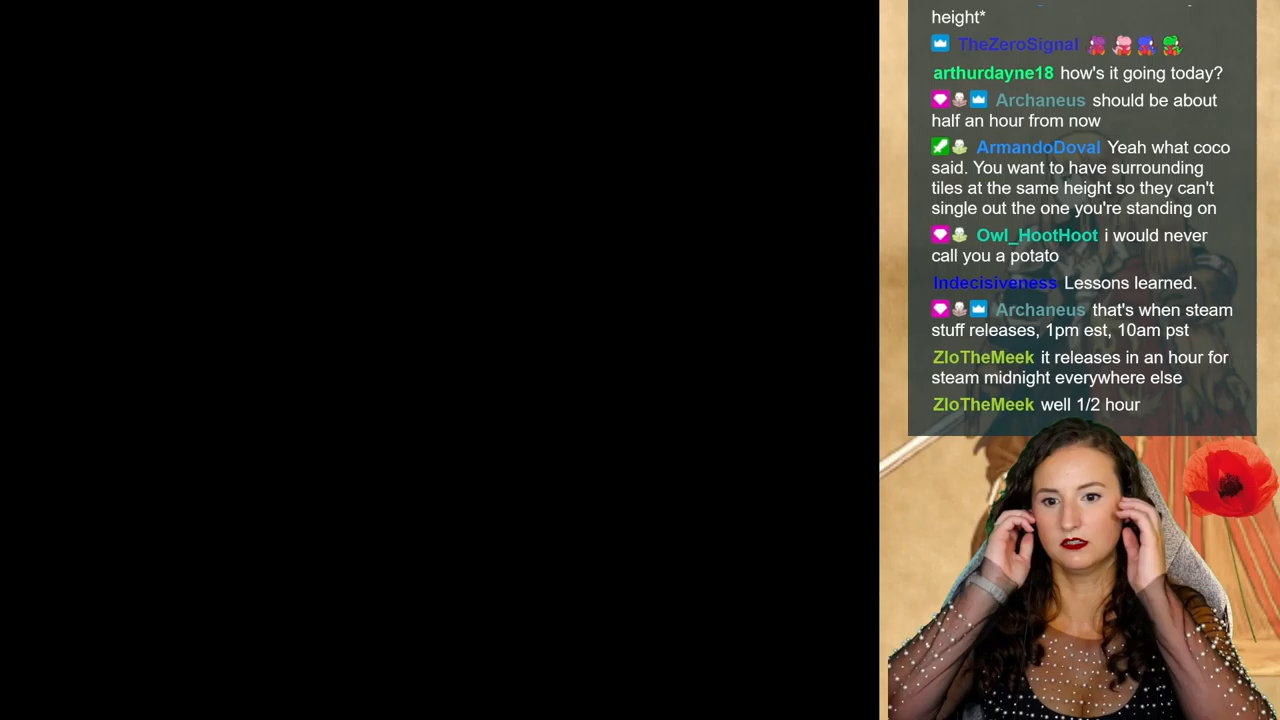 height*
TheZeroSignal
arthurdayne18 how's it going today?
Archaneus should be about
half an hour from now
ArmandoDoval Yeah what coco
said. You want to have surrounding
tiles at the same height so they can't
single out the one you're standing on
Owl_HootHoot i would never
call you a potato
Indecisiveness Lessons learned.
Archaneus that's when steam
stuff releases, 1pm est, 10am pst
ZloTheMeek it releases in an hour for
steam midnight everywhere else
ZloTheMeek well 1/2 hour